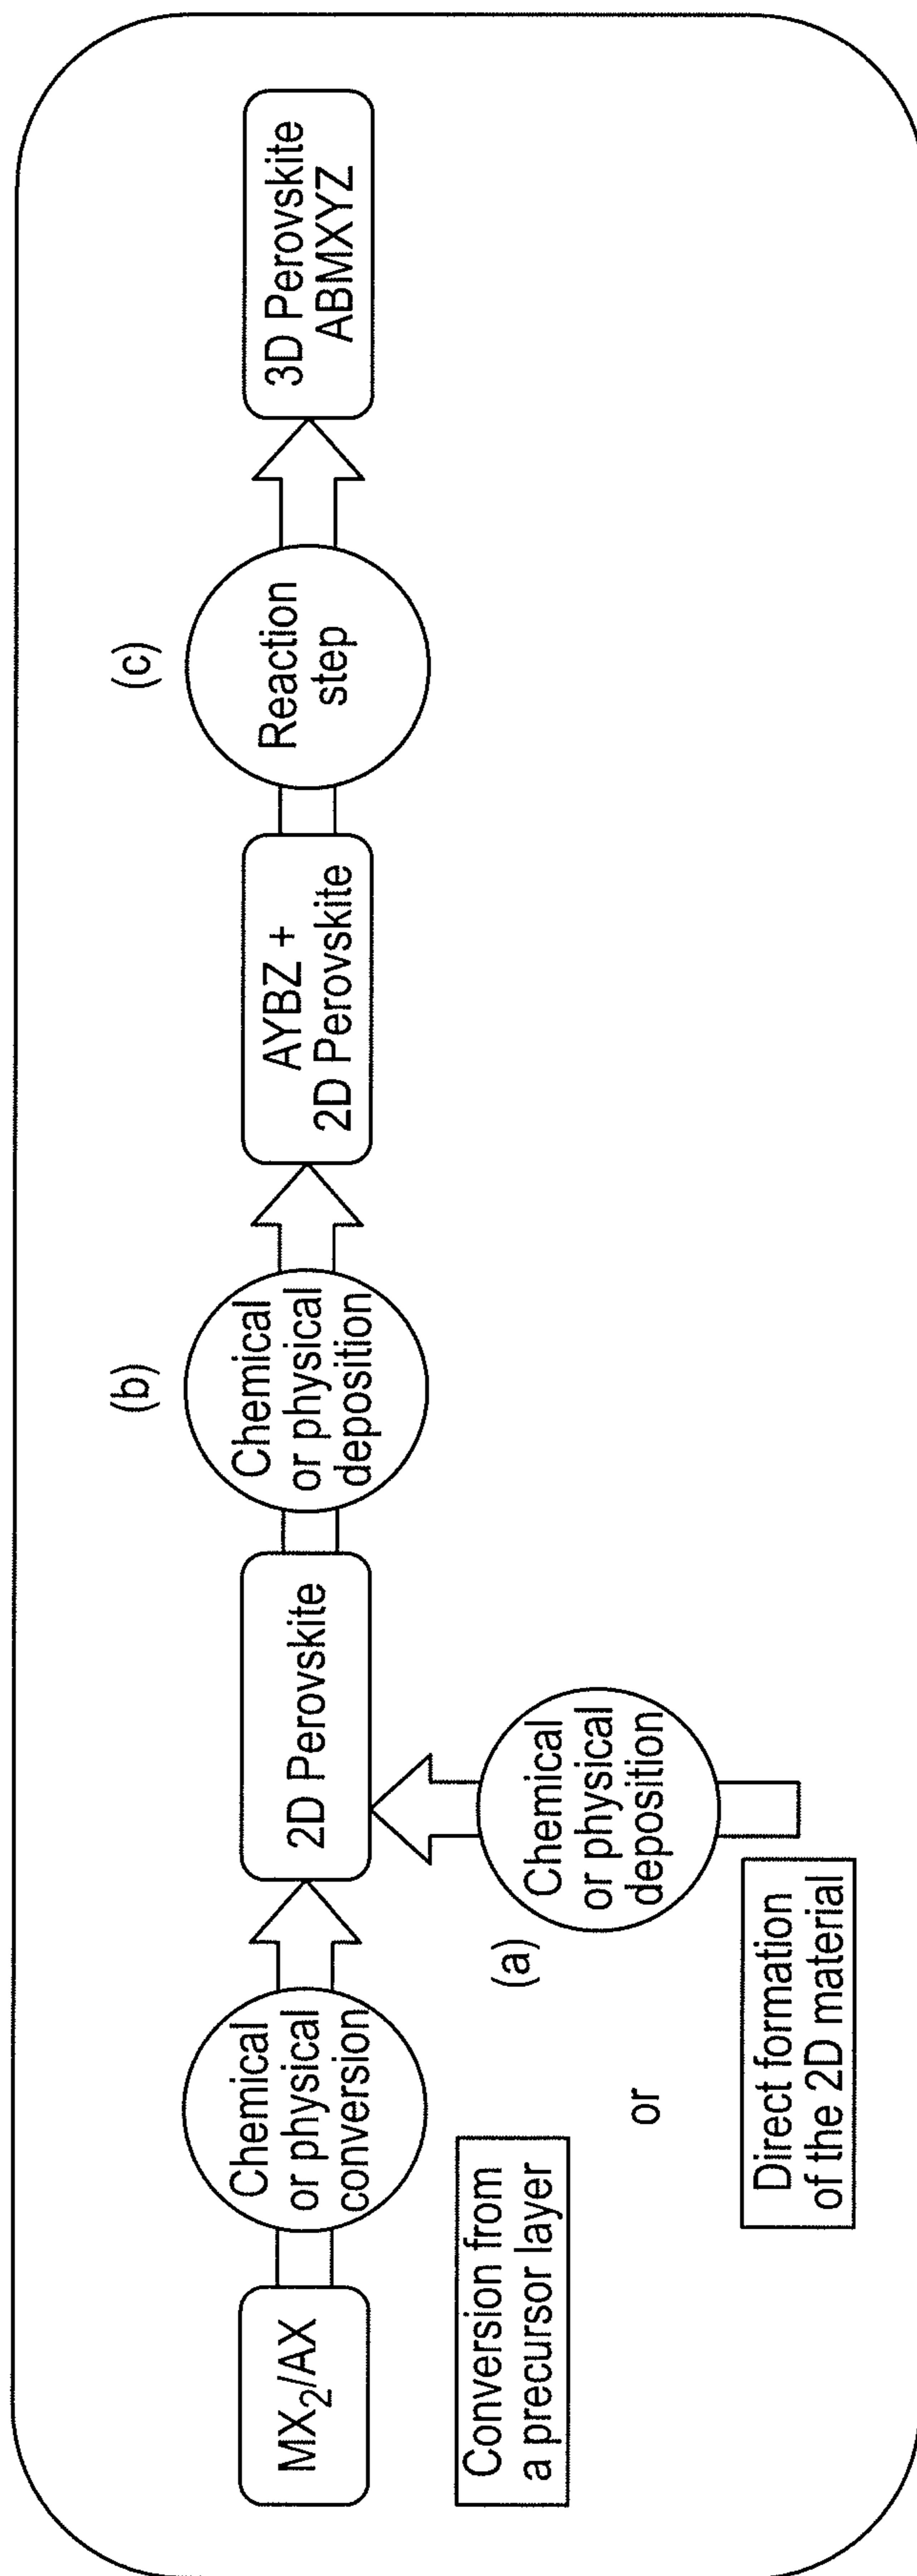 MX₂/AX
Chemical
or physical
conversion
Conversion from
a precursor layer
or
Direct formation
of the 2D material
(a)
Chemical
or physical
deposition
2D Perovskite
(b)
Chemical
or physical
deposition
AYBZ +
2D Perovskite
(c)
Reaction
step
3D Perovskite
ABMXYZ